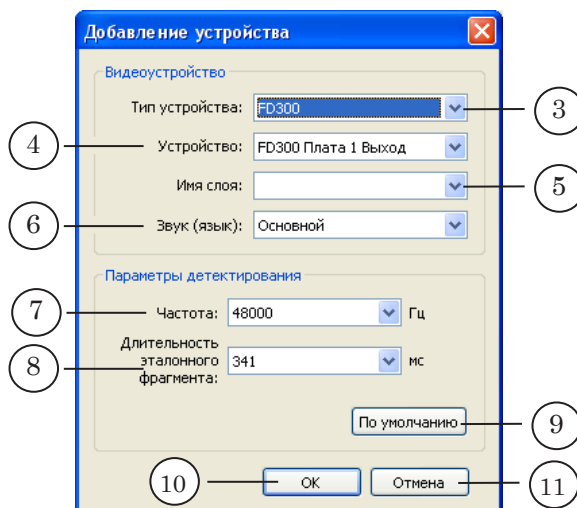 Добавление устройства
Видеоустройство
Тип устройства: FD300
3
4
Устройство: FD300 Плата 1 Выход
Имя слоя:
5
6
Звук (язык): Основной
Параметры детектирования
7
Частота: 48000 Гц
8
Длительность
эталонного
фрагмента: 341 мс
По умолчанию
9
10
ОК
Отмена
11